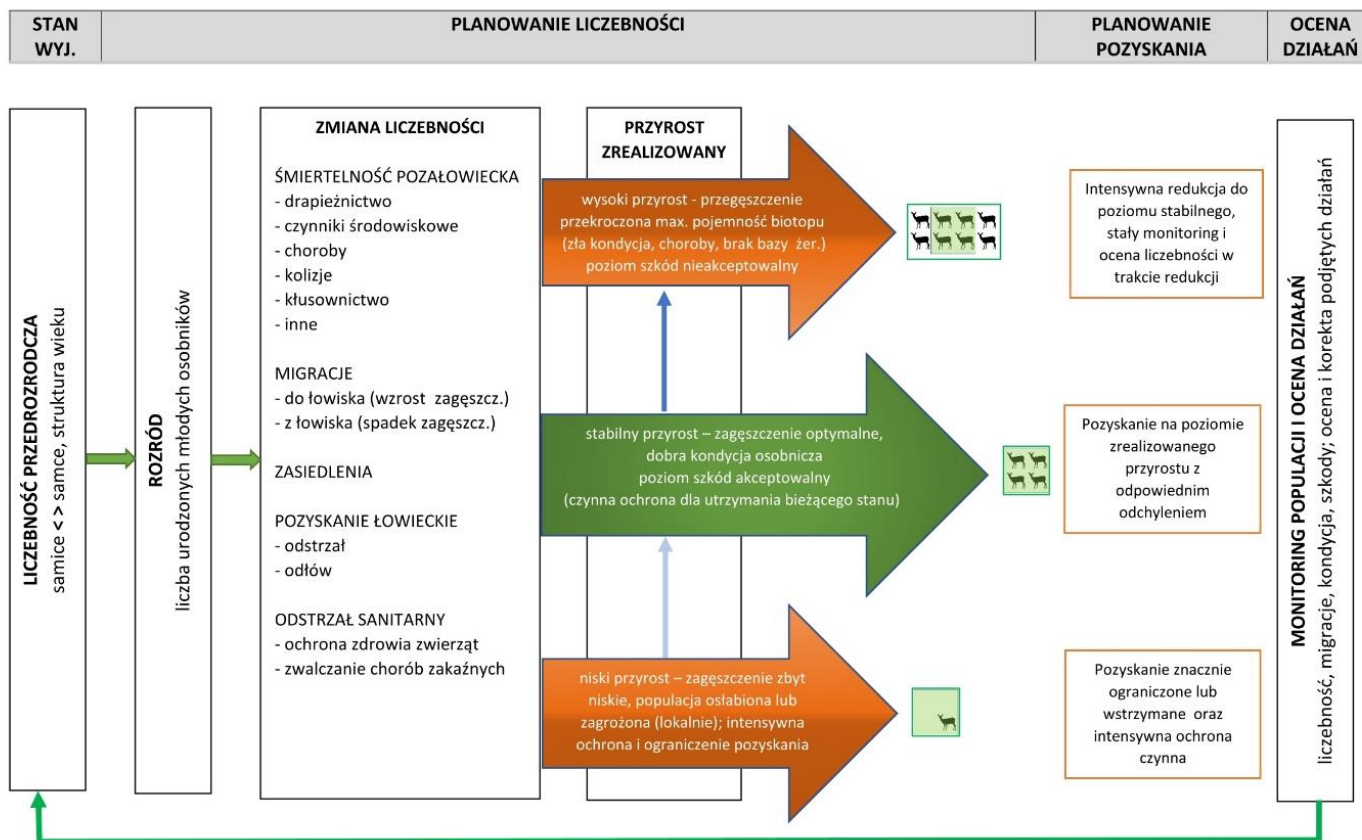 STAN
WYJ.
PLANOWANIE LICZEBNOŚCI
PLANOWANIE
POZYSKANIA
OCENA
DZIAŁAŃ
LICZEBNOŚĆ PRZEDROZRODCZA
samice < > samce, struktura wieku
ROZRÓD
liczba urodzonych młodych osobników
ZMIANA LICZEBNOŚCI
ŚMIERTELNOŚĆ POZAŁOWIECKA
- drapieżnictwo
- czynniki środowiskowe
- choroby
- kolizje
- kłusownictwo
- inne
MIGRACJE
- do łowiska (wzrost zagęszcz.)
- z łowiska (spadek zagęszcz.)
ZASIEDLENIA
POZYSKANIE ŁOWIECKIE
- odstrzał
- odłów
ODSTRZAŁ SANITARNY
- ochrona zdrowia zwierząt
- zwalczanie chorób zakaźnych
PRZYROST
ZREALIZOWANY
wysoki przyrost - przegęszczenie
przekroczona max. pojemność biotopu
(zła kondycja, choroby, brak bazy żer.)
poziom szkód nieakceptowalny
stabilny przyrost – zagęszczenie optymalne,
dobra kondycja osobnicza
poziom szkód akceptowalny
(czynna ochrona dla utrzymania bieżącego stanu)
niski przyrost – zagęszczenie zbyt
niskie, populacja osłabiona lub
zagrożona (lokalnie); intensywna
ochrona i ograniczenie pozyskania
Intensywna redukcja do
poziomu stabilnego,
stały monitoring i
ocena liczebności w
trakcie redukcji
Pozyskanie na poziomie
zrealizowanego
przyrostu z
odpowiednim
odchyleniem
Pozyskanie znacznie
ograniczone lub
wstrzymane oraz
intensywna ochrona
czynna
MONITORING POPULACJI I OCENA DZIAŁAŃ
liczebność, migracje, kondycja, szkody; ocena i korekta podjętych działań